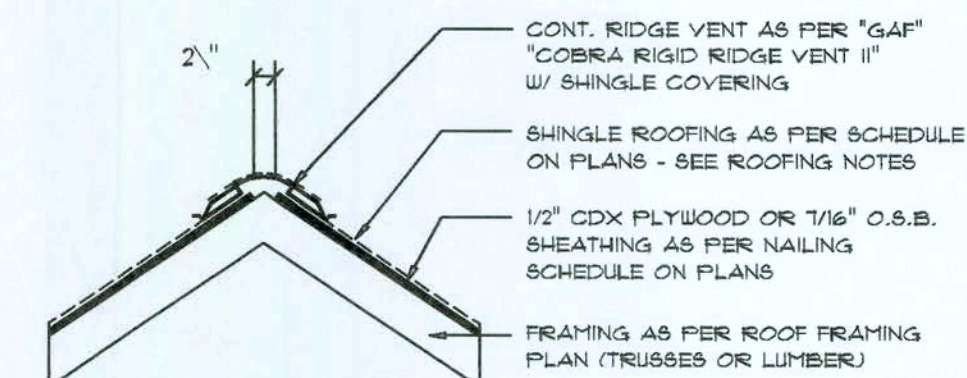 2\"
CONT. RIDGE VENT AS PER "GAF"
"COBRA RIGID RIDGE VENT II"
W/ SHINGLE COVERING
SHINGLE ROOFING AS PER SCHEDULE
ON PLANS - SEE ROOFING NOTES
1/2" CDX PLYWOOD OR 7/16" O.S.B.
SHEATHING AS PER NAILING
SCHEDULE ON PLANS
FRAMING AS PER ROOF FRAMING
PLAN (TRUSSES OR LUMBER)